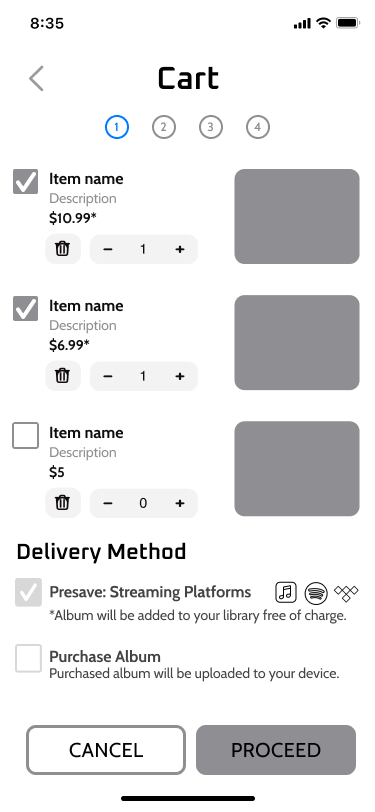 8:35
Cart
1 2 3 4
Item name
Description
$10.99*
− 1 +
Item name
Description
$6.99*
− 1 +
Item name
Description
$5
− 0 +
Delivery Method
Presave: Streaming Platforms
*Album will be added to your library free of charge.
Purchase Album
Purchased album will be uploaded to your device.
CANCEL PROCEED